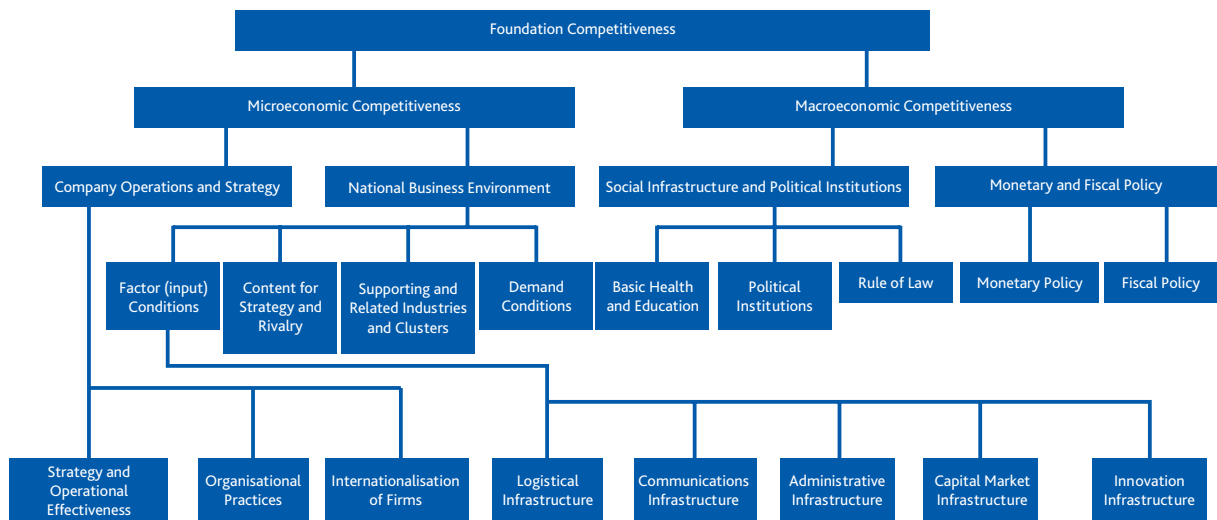 Foundation Competitiveness
Microeconomic Competitiveness
Macroeconomic Competitiveness
Company Operations and Strategy
National Business Environment
Social Infrastructure and Political Institutions
Monetary and Fiscal Policy
Factor (input)
Conditions
Content for
Strategy and
Rivalry
Supporting and
Related Industries
and Clusters
Demand
Conditions
Basic Health
and Education
Political
Institutions
Rule of Law
Monetary Policy
Fiscal Policy
Strategy and
Operational
Effectiveness
Organisational
Practices
Internationalisation
of Firms
Logistical
Infrastructure
Communications
Infrastructure
Administrative
Infrastructure
Capital Market
Infrastructure
Innovation
Infrastructure